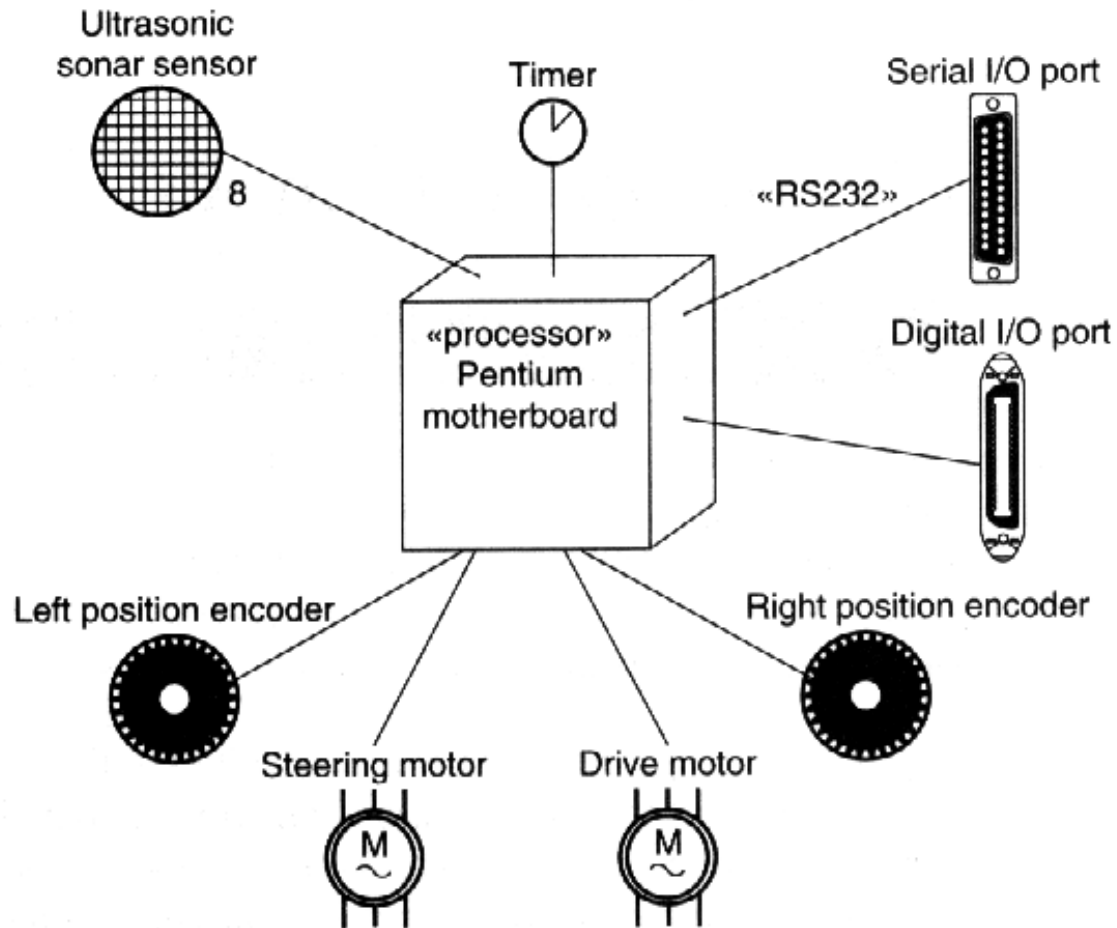 Ultrasonic
sonar sensor
Timer
Serial I/O port
8
«RS232»
«processor»
Pentium
motherboard
Digital I/O port
Left position encoder
Right position encoder
Steering motor
Drive motor
M
M